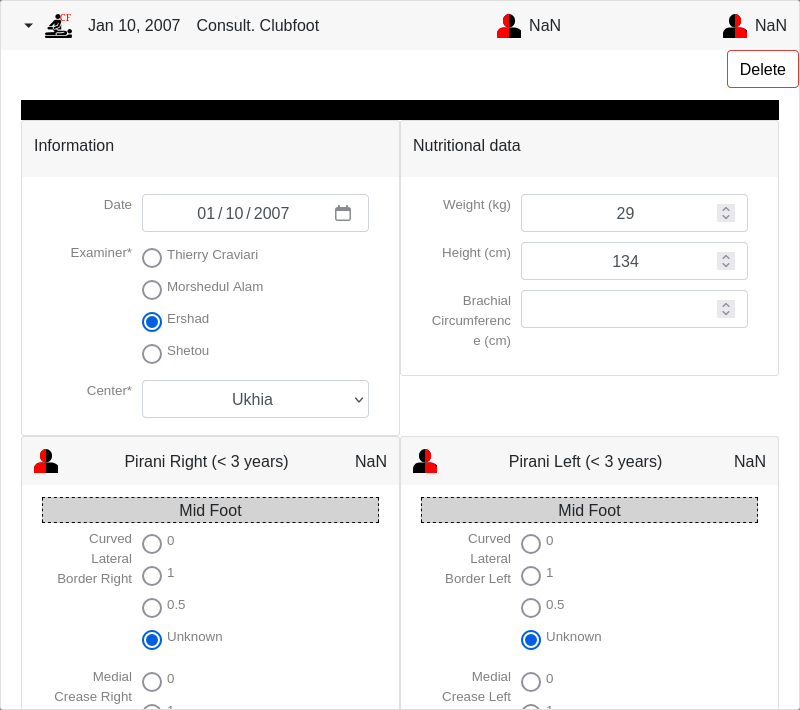 CF Jan 10, 2007 Consult. Clubfoot NaN NaN
Delete
Information
Date 01/10/2007
Examiner* Thierry Craviari
Morshedul Alam
Ershad
Shetou
Center* Ukhia
Nutritional data
Weight (kg) 29
Height (cm) 134
Brachial
Circumferenc
e (cm)
Pirani Right (< 3 years) NaN
Mid Foot
Curved
Lateral
Border Right
0
1
0.5
Unknown
Medial
Crease Right
0
1
Pirani Left (< 3 years) NaN
Mid Foot
Curved
Lateral
Border Left
0
1
0.5
Unknown
Medial
Crease Left
0
1